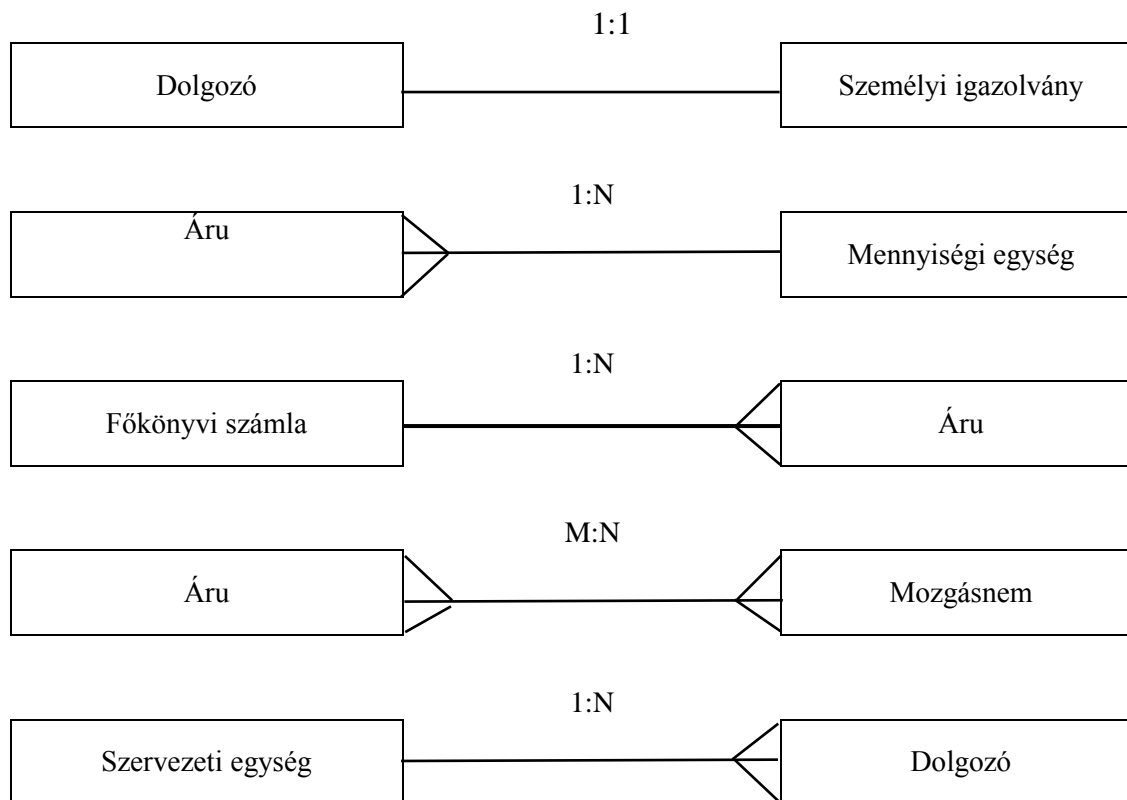 1:1
Dolgozó
Személyi igazolvány
1:N
Áru
Mennyiségi egység
1:N
Főkönyvi számla
Áru
M:N
Áru
Mozgásnem
1:N
Szervezeti egység
Dolgozó